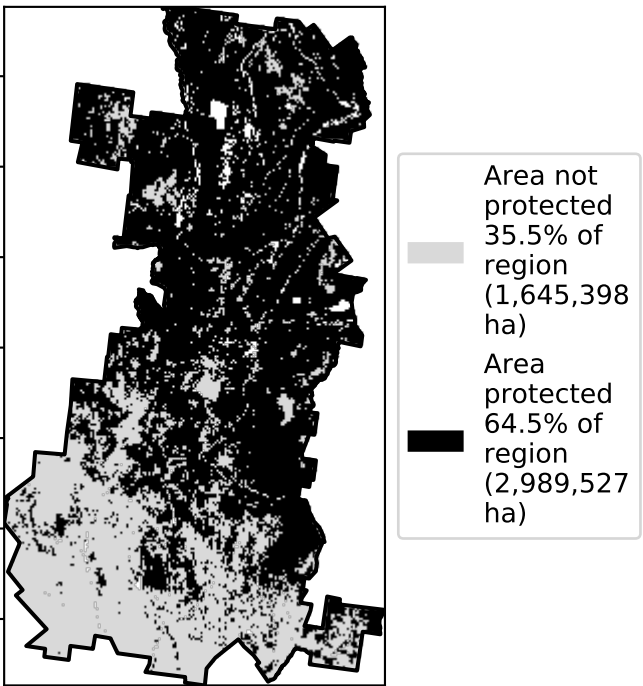 Area not
protected
35.5% of
region
(1,645,398
ha)
Area
protected
64.5% of
region
(2,989,527
ha)